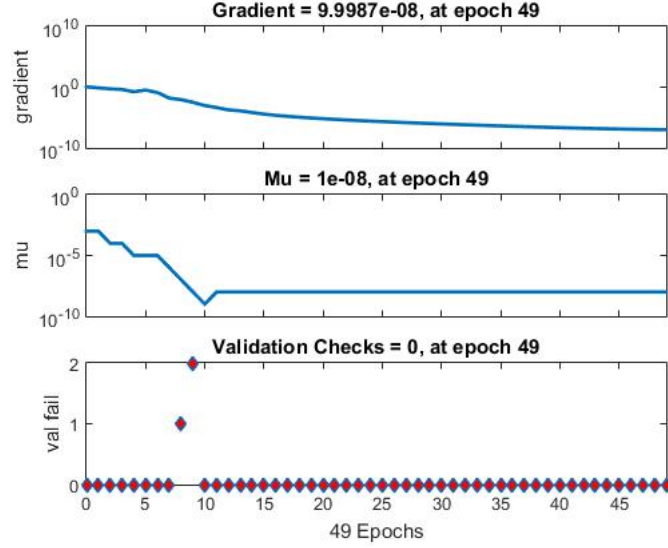 Gradient = 9.9987e-08, at epoch 49
10^10
10^0
10^-10
gradient
Mu = 1e-08, at epoch 49
10^0
10^-5
10^-10
mu
Validation Checks = 0, at epoch 49
2
1
0
val fail
0 5 10 15 20 25 30 35 40 45
49 Epochs